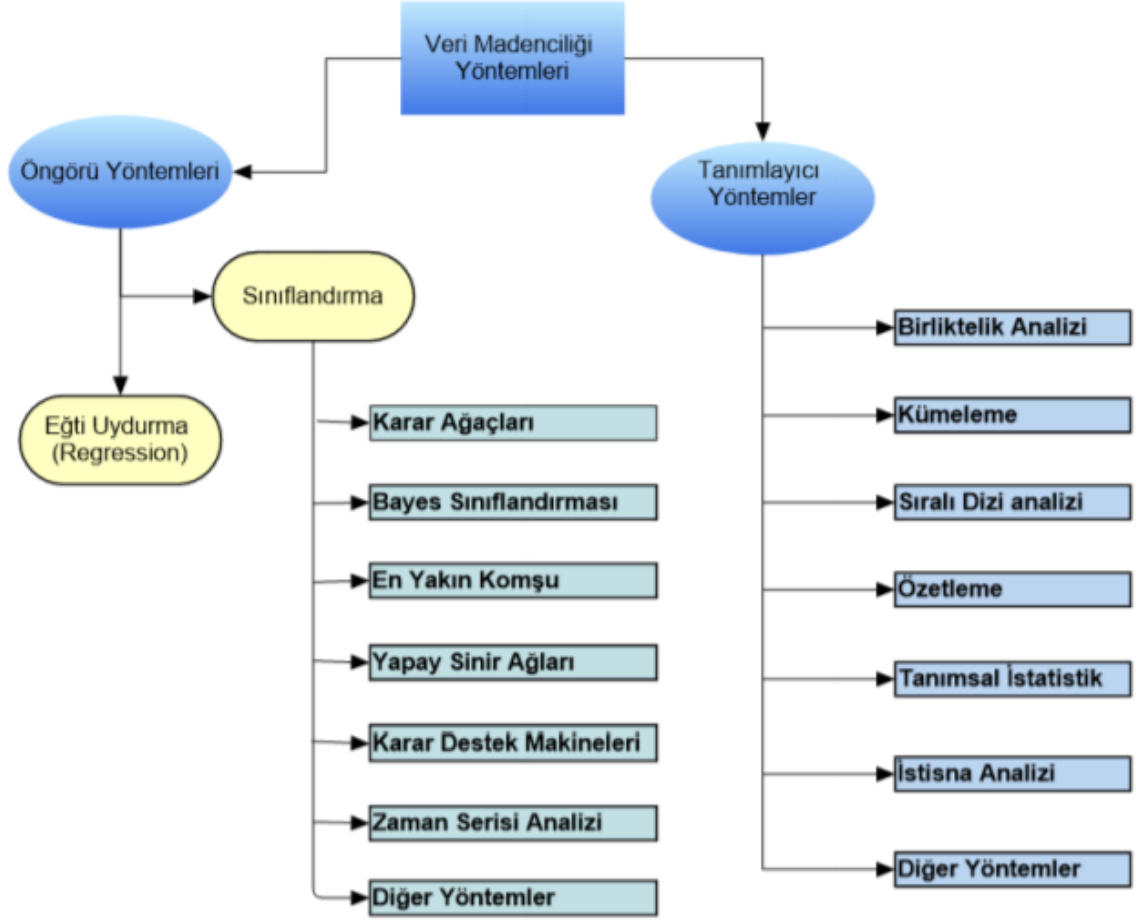 Veri Madenciliği
Yöntemleri
Öngörü Yöntemleri
Sınıflandırma
Eğti Uydurma
(Regression)
Karar Ağaçları
Bayes Sınıflandırması
En Yakın Komşu
Yapay Sinir Ağları
Karar Destek Makineleri
Zaman Serisi Analizi
Diğer Yöntemler
Tanımlayıcı
Yöntemler
Birliktelik Analizi
Kümeleme
Sıralı Dizi analizi
Özetleme
Tanımsal İstatistik
İstisna Analizi
Diğer Yöntemler